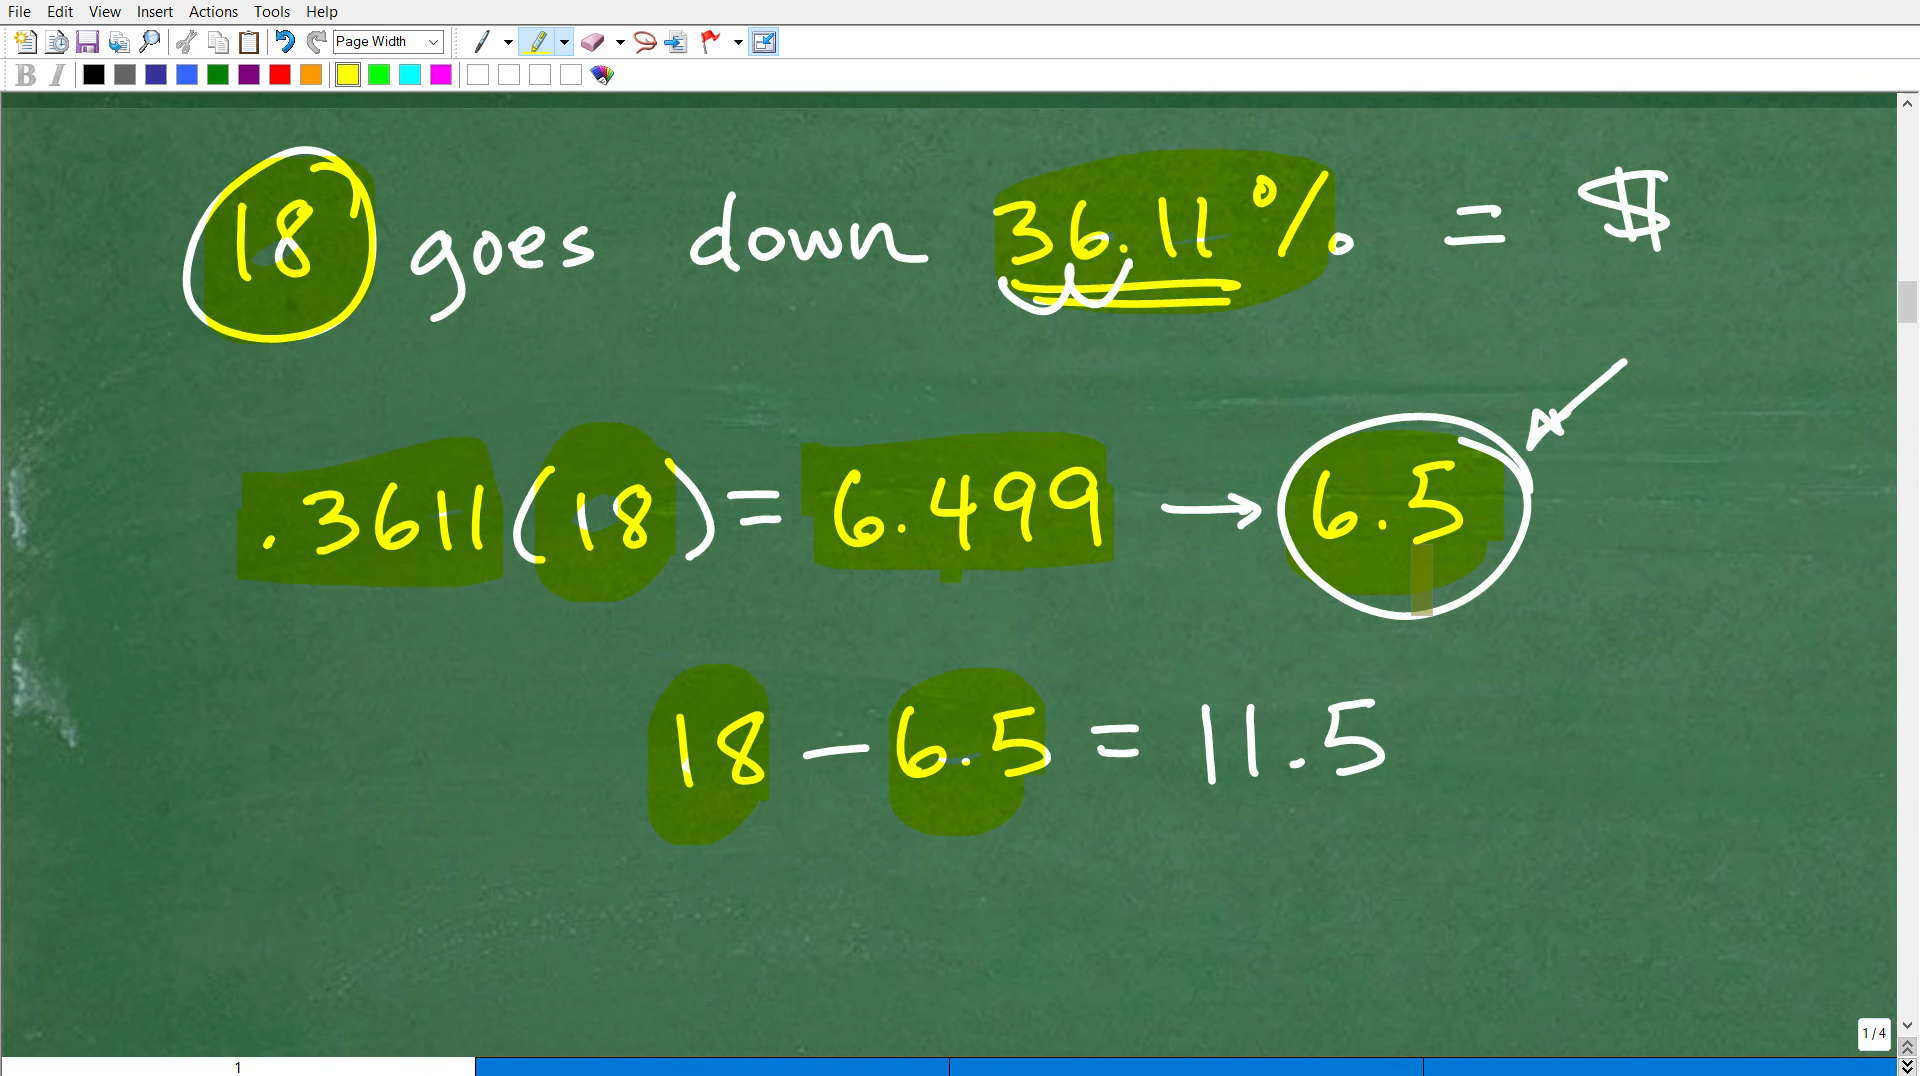 File Edit View Insert Actions Tools Help
Page Width
B I
18 goes down 36.11% = $
.3611(18) = 6.499 → 6.5
18 - 6.5 = 11.5
1 / 4
1